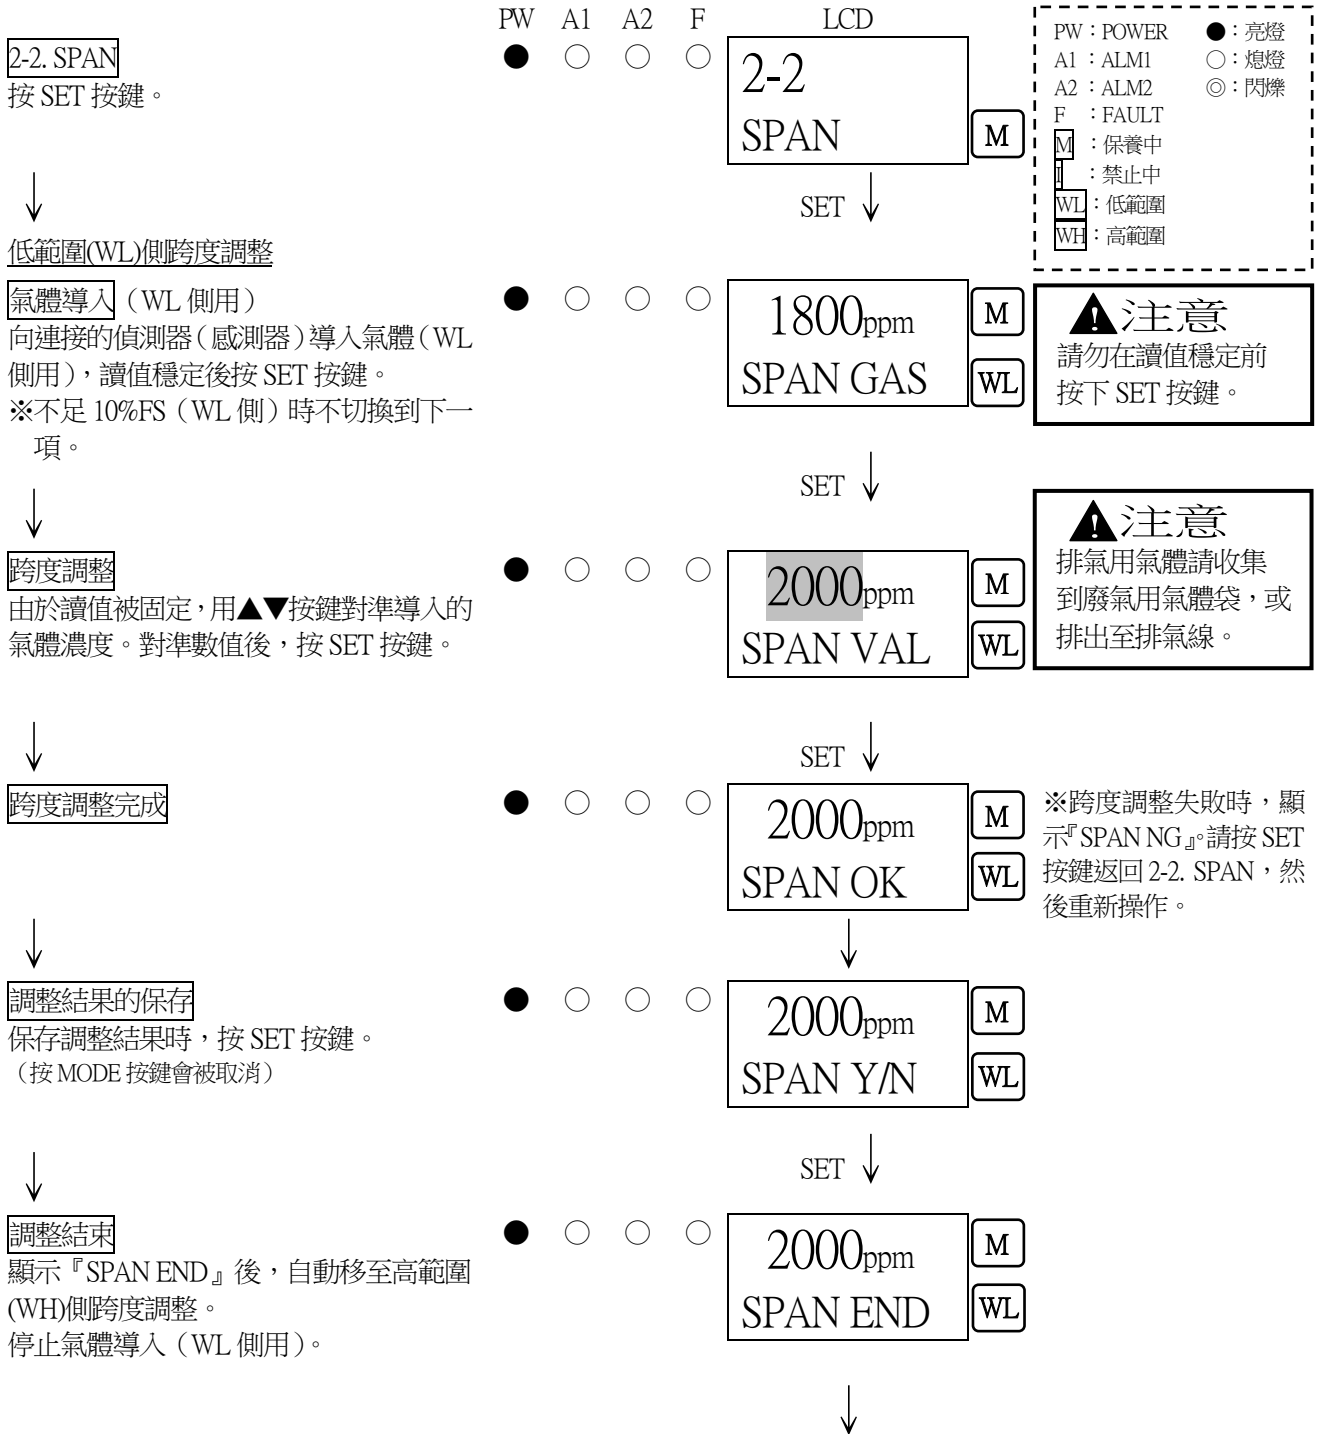 PW A1 A2 F LCD
2-2. SPAN
按 SET 按鍵。
● ○ ○ ○
2-2
SPAN
M
PW：POWER ●：亮燈
A1：ALM1 ○：熄燈
A2：ALM2 ◎：閃爍
F ：FAULT
M ：保養中
I ：禁止中
WL：低範圍
WH：高範圍
↓
SET ↓
低範圍(WL)側跨度調整
氣體導入（WL 側用）
向連接的偵測器（感測器）導入氣體（WL
側用），讀值穩定後按 SET 按鍵。
※不足 10%FS（WL 側）時不切換到下一
項。
● ○ ○ ○
1800ppm
SPAN GAS
M
WL
注意
請勿在讀值穩定前
按下 SET 按鍵。
↓
SET ↓
跨度調整
由於讀值被固定，用▲▼按鍵對準導入的
氣體濃度。對準數值後，按 SET 按鍵。
● ○ ○ ○
2000ppm
SPAN VAL
M
WL
注意
排氣用氣體請收集
到廢氣用氣體袋，或
排出至排氣線。
↓
SET ↓
跨度調整完成
● ○ ○ ○
2000ppm
SPAN OK
M
WL
※跨度調整失敗時，顯
示『SPAN NG』。請按 SET
按鍵返回 2-2. SPAN，然
後重新操作。
↓
↓
調整結果的保存
保存調整結果時，按 SET 按鍵。
（按 MODE 按鍵會被取消）
● ○ ○ ○
2000ppm
SPAN Y/N
M
WL
↓
SET ↓
調整結束
顯示『SPAN END』後，自動移至高範圍
(WH)側跨度調整。
停止氣體導入（WL 側用）。
● ○ ○ ○
2000ppm
SPAN END
M
WL
↓